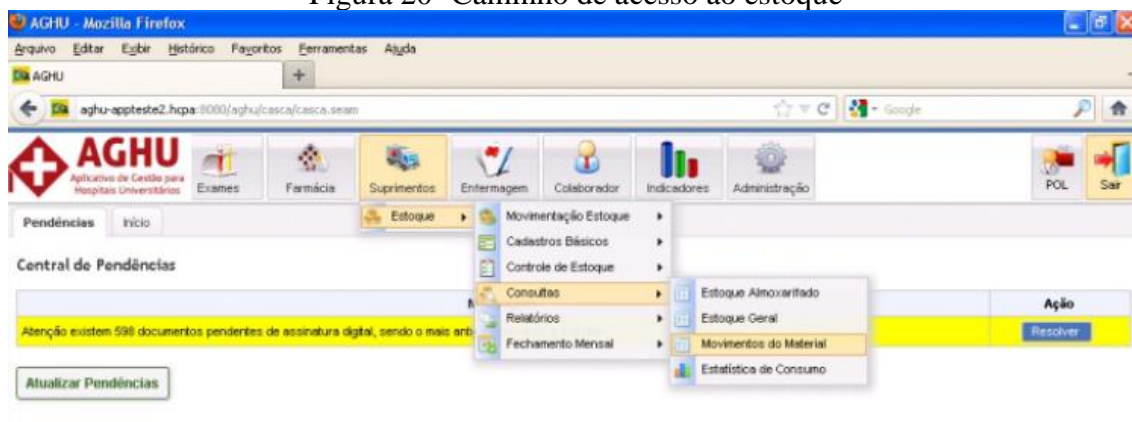 Figura 20- Caminho de acesso ao estoque
AGHU - Mozilla Firefox
Arquivo Editar Exibir Histórico Favoritos Ferramentas Ajuda
AGHU +
aghu-appteste2.hcpa:8080/aghu/casca/casca.seam Google
AGHU
Aplicativo de Gestão para
Hospitais Universitários
Exames Farmácia Suprimentos Enfermagem Colaborador Indicadores Administração POL Sair
Pendências Início
Estoque
Movimentação Estoque
Cadastros Básicos
Controle de Estoque
Consultas
Relatórios
Fechamento Mensal
Estoque Almoxarifado
Estoque Geral
Movimentos do Material
Estatística de Consumo
Central de Pendências
Ação
Atenção existem 598 documentos pendentes de assinatura digital, sendo o mais
Resolver
Atualizar Pendências